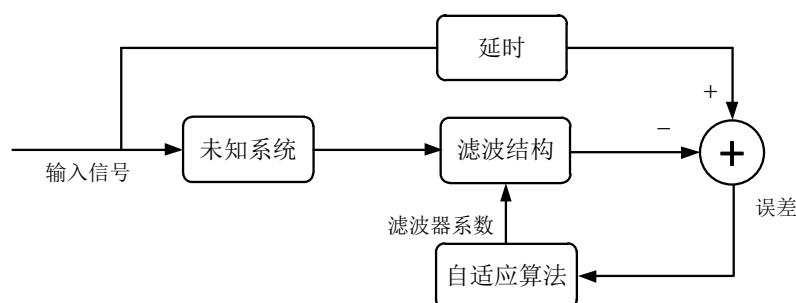 延时
+
未知系统
滤波结构
−
+
输入信号
滤波器系数
误差
自适应算法